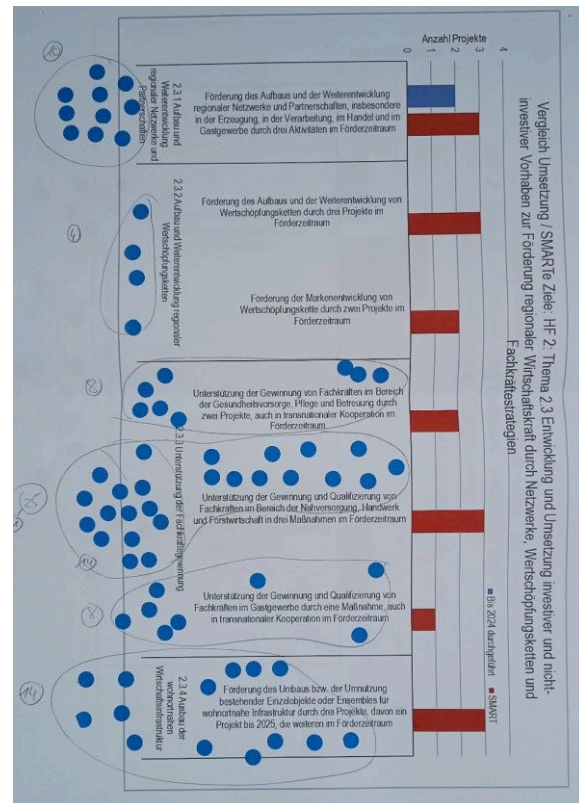 Vergleich Umsetzung / SMARTe Ziele: HF 2: Thema 2.3 Entwicklung und Umsetzung investiver und nicht-
investiver Vorhaben zur Förderung regionaler Wirtschaftskraft durch Netzwerke, Wertschöpfungsketten und
Fachkräftestrategien
Anzahl Projekte
0
1
2
3
4
Bis 2024 durchgeführt
SMART
Förderung des Aufbaus und der Weiterentwicklung
regionaler Netzwerke und Partnerschaften, insbesondere
in der Erzeugung, in der Verarbeitung, im Handel und im
Gastgewerbe durch drei Aktivitäten im Förderzeitraum
2.3.1 Aufbau und
Weiterentwicklung
regionaler Netzwerke und
Partnerschaften
Förderung des Aufbaus und der Weiterentwicklung von
Wertschöpfungsketten durch drei Projekte im
Förderzeitraum
Förderung der Markenentwicklung von
Wertschöpfungskette durch zwei Projekte im
Förderzeitraum
2.3.2 Aufbau und Weiterentwicklung regionaler
Wertschöpfungsketten
Unterstützung der Gewinnung von Fachkräften im Bereich
der Gesundheitsvorsorge, Pflege und Betreuung durch
zwei Projekte, auch in transnationaler Kooperation im
Förderzeitraum
Unterstützung der Gewinnung und Qualifizierung von
Fachkräften im Bereich der Nahversorgung, Handwerk
und Forstwirtschaft in drei Maßnahmen im Förderzeitraum
Unterstützung der Gewinnung und Qualifizierung von
Fachkräften im Gastgewerbe durch eine Maßnahme, auch
in transnationaler Kooperation im Förderzeitraum
2.3.3 Unterstützung der Fachkräftegewinnung
Förderung des Umbaus bzw. der Umnutzung
bestehender Einzelobjekte oder Ensembles für
wohnortnahe Infrastruktur durch drei Projekte, davon ein
Projekt bis 2025, die weiteren im Förderzeitraum
2.3.4 Ausbau der
wohnortnahen
Wirtschaftsinfrastruktur
10
8
25
14
8
14